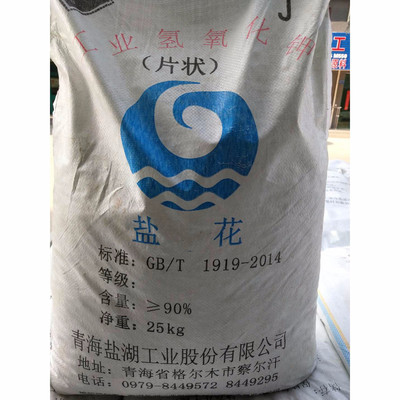 工业氢氧化钾
(片状)
盐花
标准: GB/T 1919-2014
等级:
含量: ≥90%
净重: 25kg
青海盐湖工业股份有限公司
地址: 青海省格尔木市察尔汗
电话: 0979-8449572 8449295
工